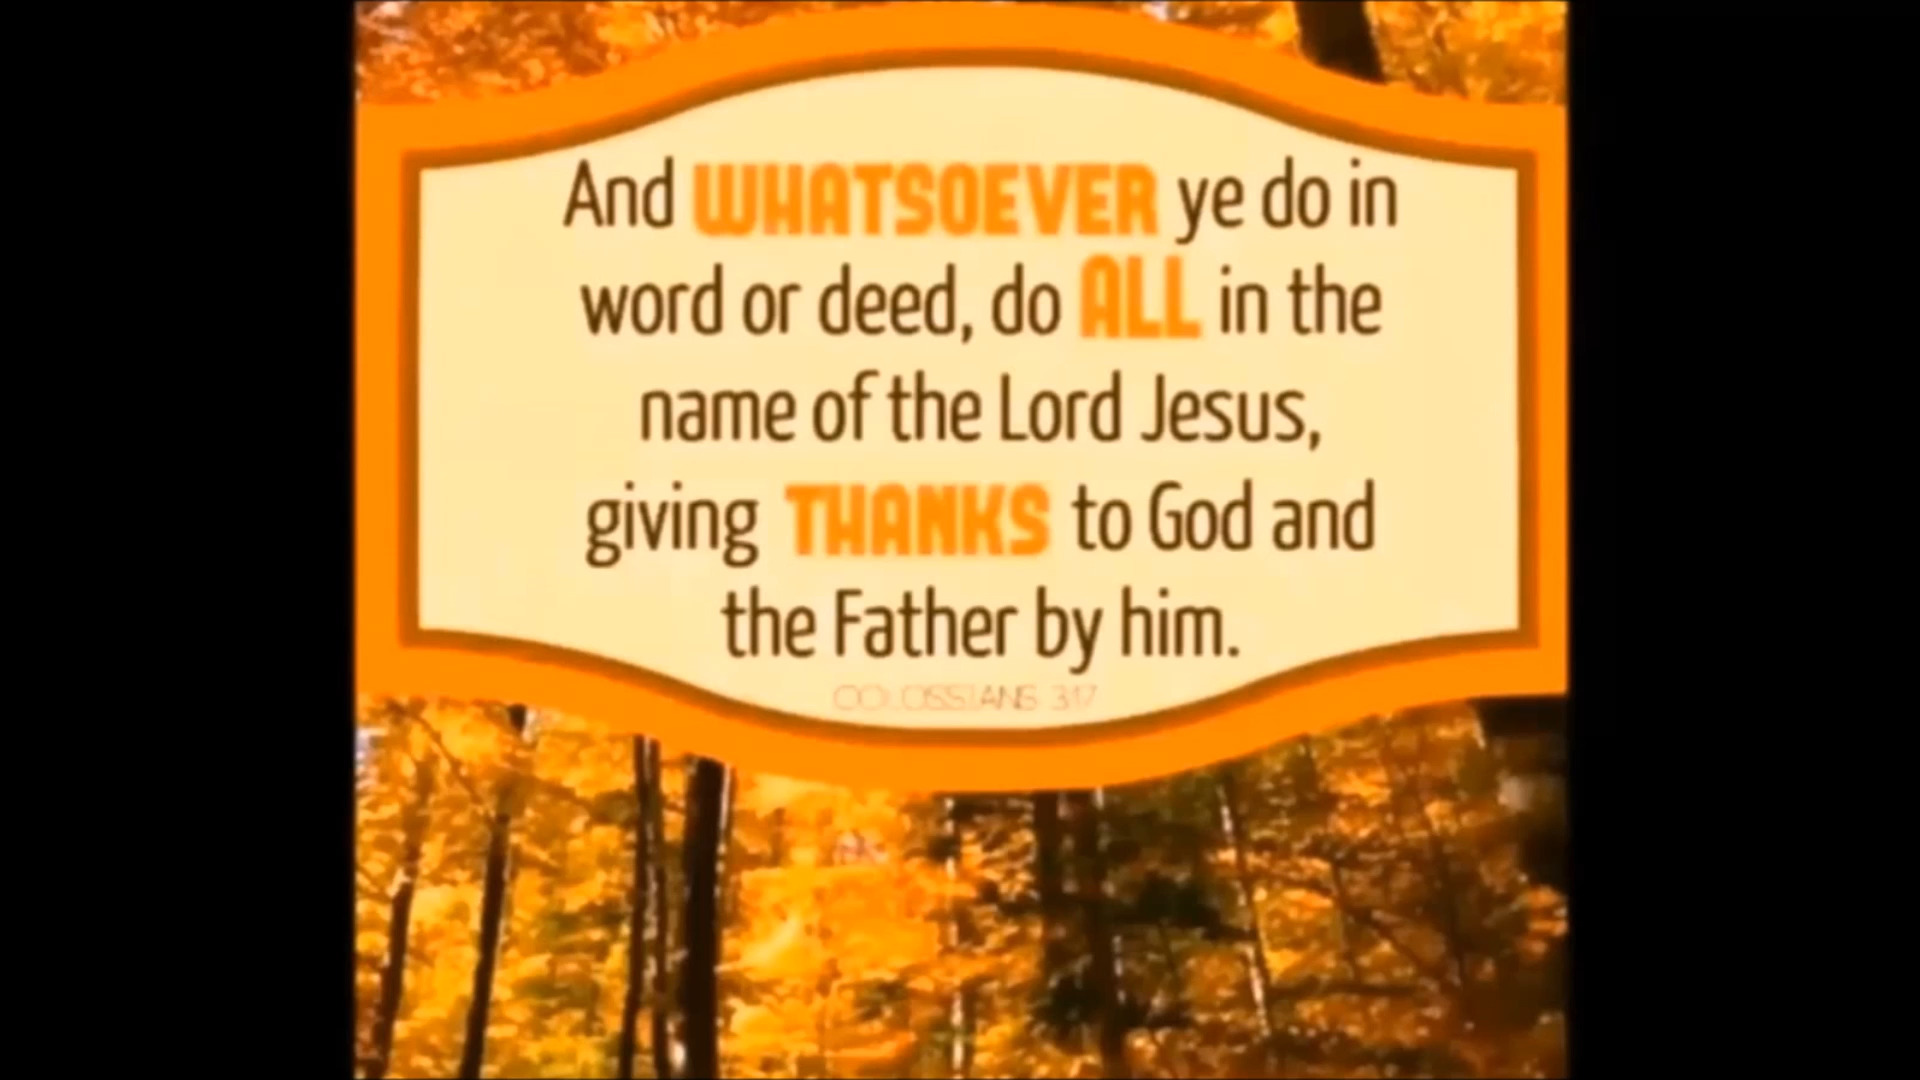 And WHATSOEVER ye do in
word or deed, do ALL in the
name of the Lord Jesus,
giving THANKS to God and
the Father by him.
COLOSSIANS 3:17